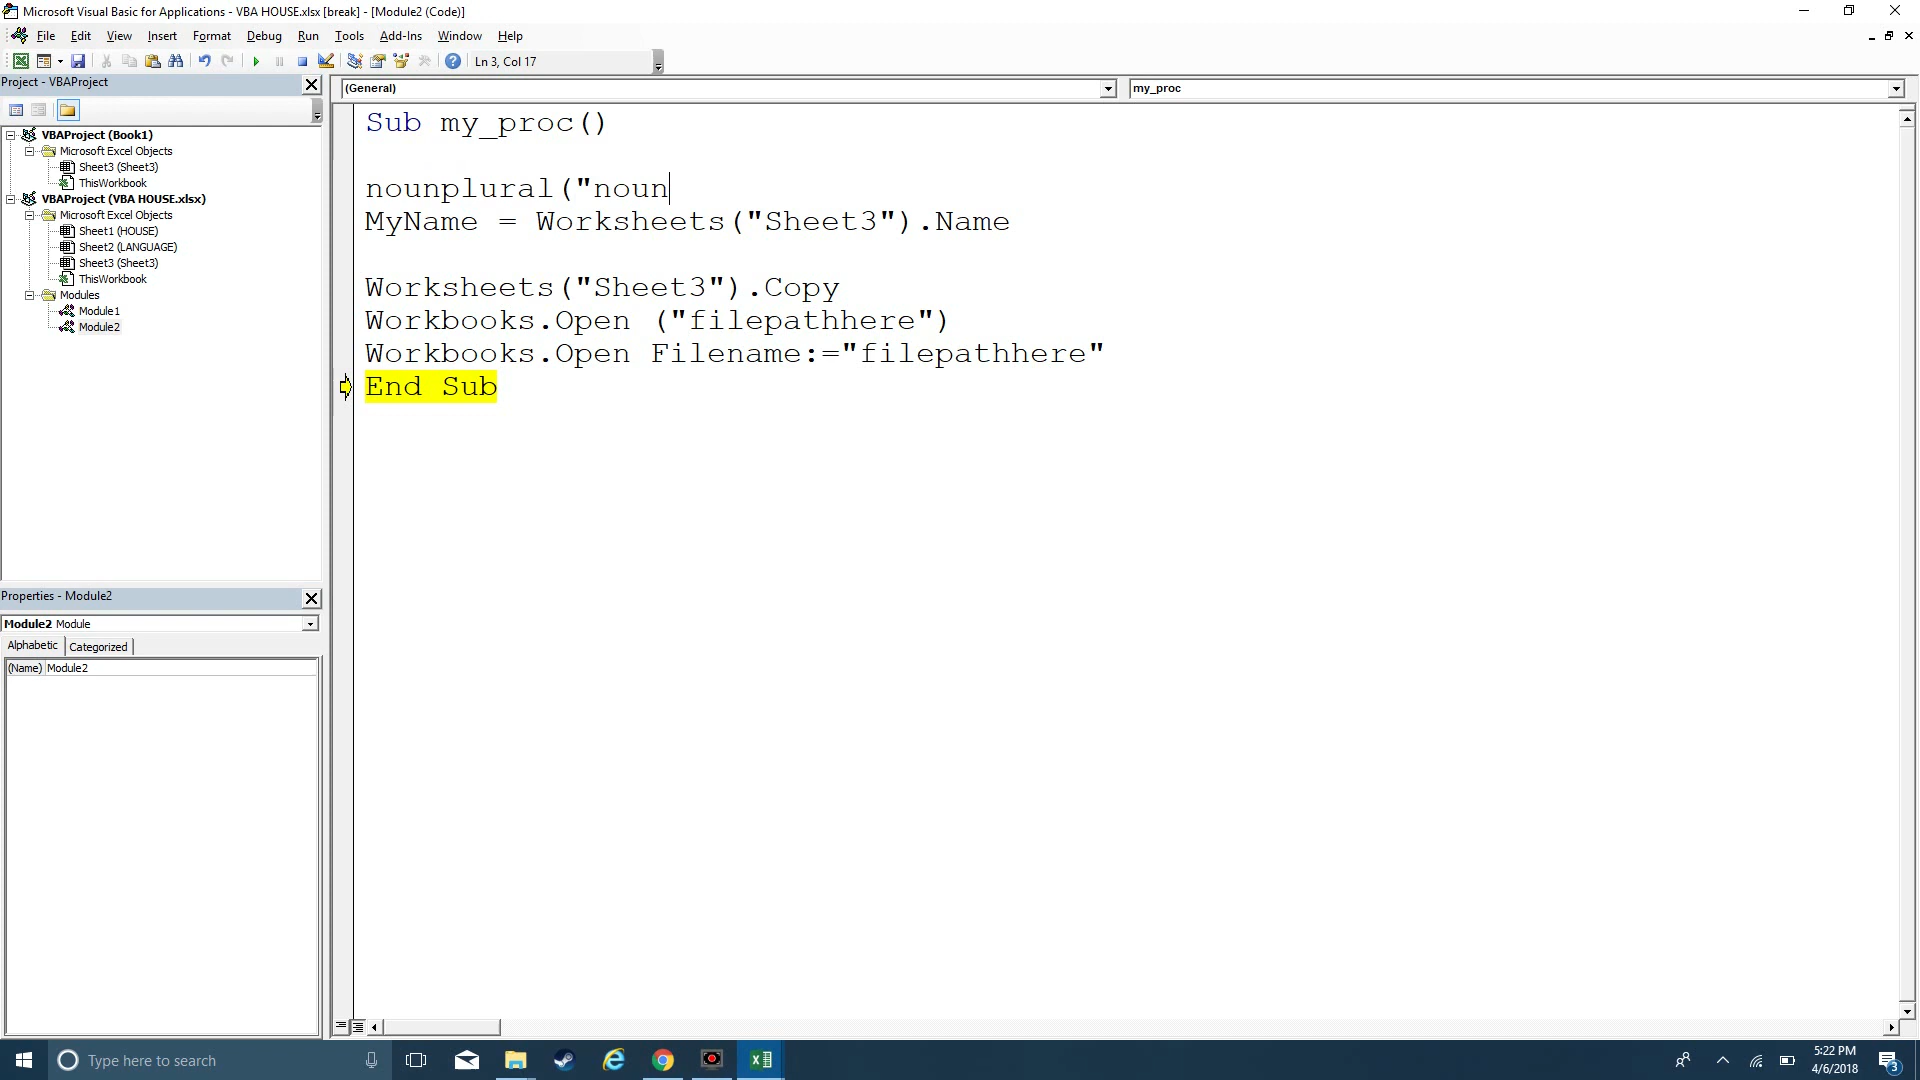 Microsoft Visual Basic for Applications - VBA HOUSE.xlsx [break] - [Module2 (Code)]
File Edit View Insert Format Debug Run Tools Add-Ins Window Help
Ln 3, Col 17
Project - VBAProject
(General)
my_proc
VBAProject (Book1)
Microsoft Excel Objects
Sheet3 (Sheet3)
ThisWorkbook
VBAProject (VBA HOUSE.xlsx)
Microsoft Excel Objects
Sheet1 (HOUSE)
Sheet2 (LANGUAGE)
Sheet3 (Sheet3)
ThisWorkbook
Modules
Module1
Module2
Sub my_proc()
nounplural("noun
MyName = Worksheets("Sheet3").Name
Worksheets("Sheet3").Copy
Workbooks.Open ("filepathhere")
Workbooks.Open Filename:="filepathhere"
End Sub
Properties - Module2
Module2 Module
Alphabetic Categorized
(Name) Module2
Type here to search
5:22 PM
4/6/2018
3